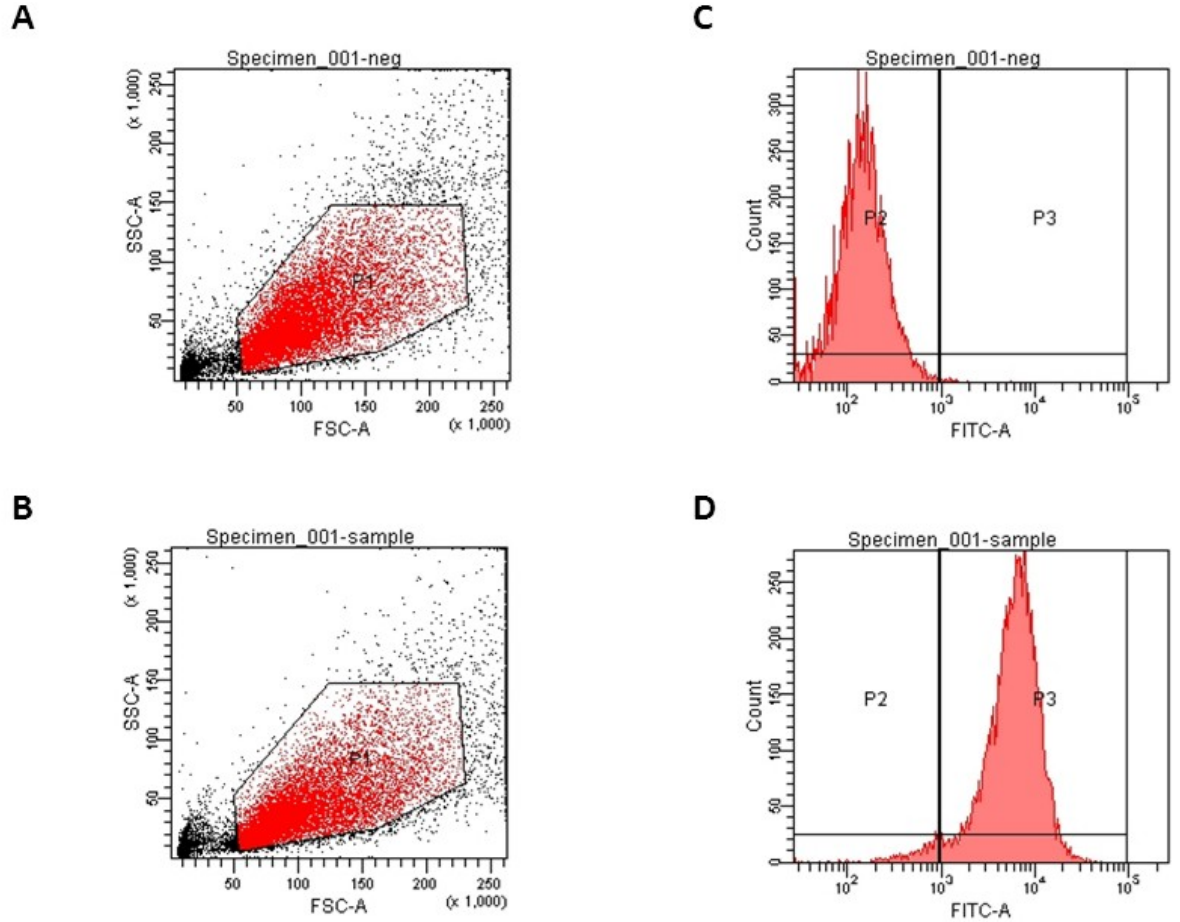 A
Specimen_001-neg
(x 1,000)
SSC-A
250
200
150
100
50
P1
50 100 150 200 250
FSC-A
(x 1,000)
C
Specimen_001-neg
Count
300
250
200
150
100
50
0
P2 P3
10² 10³ 10⁴ 10⁵
FITC-A
B
Specimen_001-sample
(x 1,000)
SSC-A
250
200
150
100
50
P1
50 100 150 200 250
FSC-A
(x 1,000)
D
Specimen_001-sample
Count
250
200
150
100
50
0
P2 P3
10² 10³ 10⁴ 10⁵
FITC-A